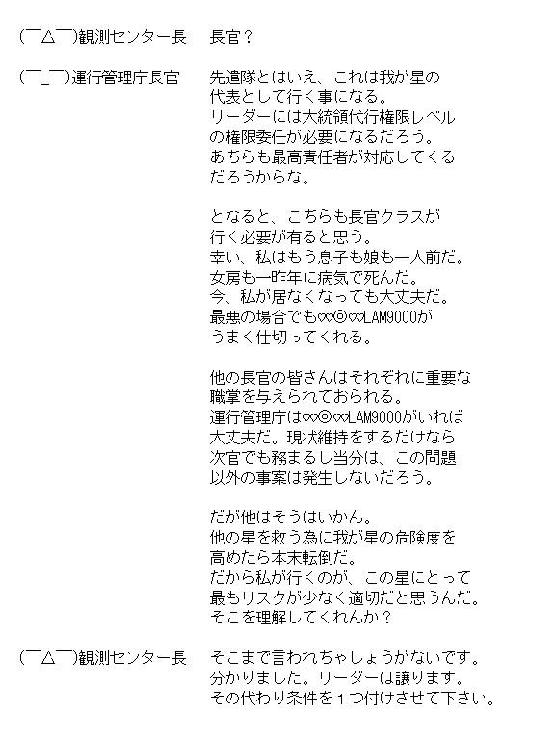 (￣△￣)観測センター長　長官？
(￣_￣)運行管理庁長官　先遣隊とはいえ、これは我が星の
代表として行く事になる。
リーダーには大統領代行権限レベル
の権限委任が必要になるだろう。
あちらも最高責任者が対応してくる
だろうからな。
となると、こちらも長官クラスが
行く必要が有ると思う。
幸い、私はもう息子も娘も一人前だ。
女房も一昨年に病気で死んだ。
今、私が居なくなっても大丈夫だ。
最悪の場合でも∞◎∞LAM9000が
うまく仕切ってくれる。
他の長官の皆さんはそれぞれに重要な
職掌を与えられておられる。
運行管理庁は∞◎∞LAM9000がいれば
大丈夫だ。現状維持をするだけなら
次官でも務まるし当分は、この問題
以外の事案は発生しないだろう。
だが他はそうはいかん。
他の星を救う為に我が星の危険度を
高めたら本末転倒だ。
だから私が行くのが、この星にとって
最もリスクが少なく適切だと思うんだ。
そこを理解してくれんか？
(￣△￣)観測センター長　そこまで言われちゃしょうがないです。
分かりました。リーダーは譲ります。
その代わり条件を１つ付けさせて下さい。